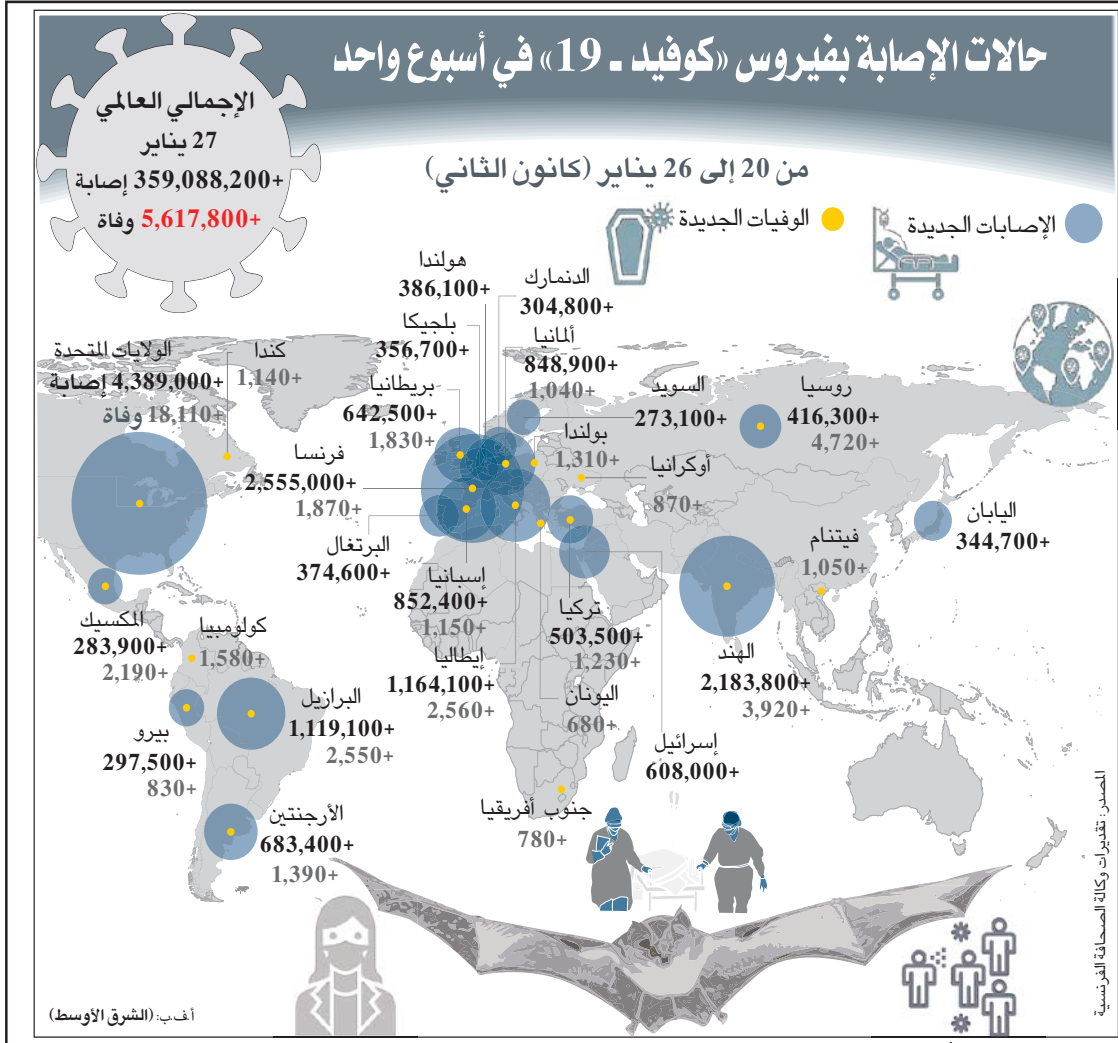 حالات الإصابة بفيروس «كوفيد ـ 19» في أسبوع واحد
الإجمالي العالمي
27 يناير
359,088,200+ إصابة
5,617,800+ وفاة
من 20 إلى 26 يناير (كانون الثاني)
الإصابات الجديدة
الوفيات الجديدة
هولندا
386,100+
الدنمارك
304,800+
بلجيكا
356,700+
ألمانيا
848,900+
1,040+
الولايات المتحدة
4,389,000+ إصابة
18,110+ وفاة
كندا
1,140+
بريطانيا
642,500+
1,830+
السويد
273,100+
روسيا
416,300+
4,720+
بولندا
1,310+
فرنسا
2,555,000+
1,870+
أوكرانيا
870+
اليابان
344,700+
فيتنام
1,050+
البرتغال
374,600+
إسبانيا
852,400+
1,150+
تركيا
503,500+
1,230+
المكسيك
283,900+
2,190+
كولومبيا
1,580+
الهند
2,183,800+
3,920+
إيطاليا
1,164,100+
2,560+
البرازيل
1,119,100+
2,550+
اليونان
680+
بيرو
297,500+
830+
إسرائيل
608,000+
الأرجنتين
683,400+
1,390+
جنوب أفريقيا
780+
المصدر: تقديرات وكالة الصحافة الفرنسية
أ.ف.ب: (الشرق الأوسط)